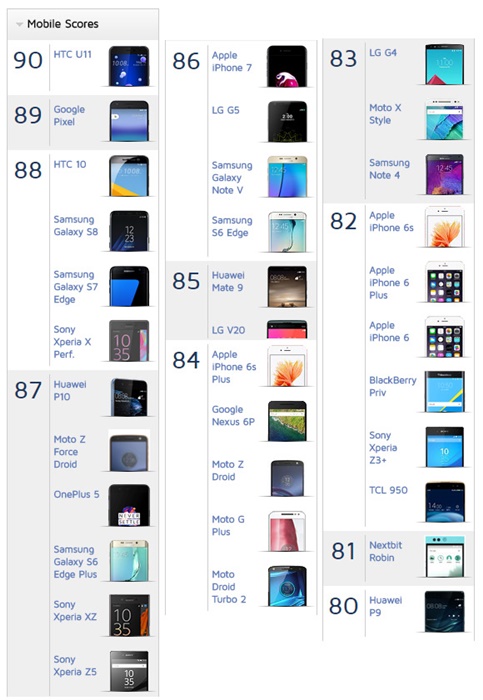 Mobile Scores
90
HTC U11
89
Google
Pixel
88
HTC 10
Samsung
Galaxy S8
Samsung
Galaxy S7
Edge
Sony
Xperia X
Perf.
87
Huawei
P10
Moto Z
Force
Droid
OnePlus 5
Samsung
Galaxy S6
Edge Plus
Sony
Xperia XZ
Sony
Xperia Z5
86
Apple
iPhone 7
LG G5
Samsung
Galaxy
Note V
Samsung
S6 Edge
85
Huawei
Mate 9
LG V20
84
Apple
iPhone 6s
Plus
Google
Nexus 6P
Moto Z
Droid
Moto G
Plus
Moto
Droid
Turbo 2
83
LG G4
Moto X
Style
Samsung
Note 4
82
Apple
iPhone 6s
Apple
iPhone 6
Plus
Apple
iPhone 6
BlackBerry
Priv
Sony
Xperia
Z3+
TCL 950
81
Nextbit
Robin
80
Huawei
P9